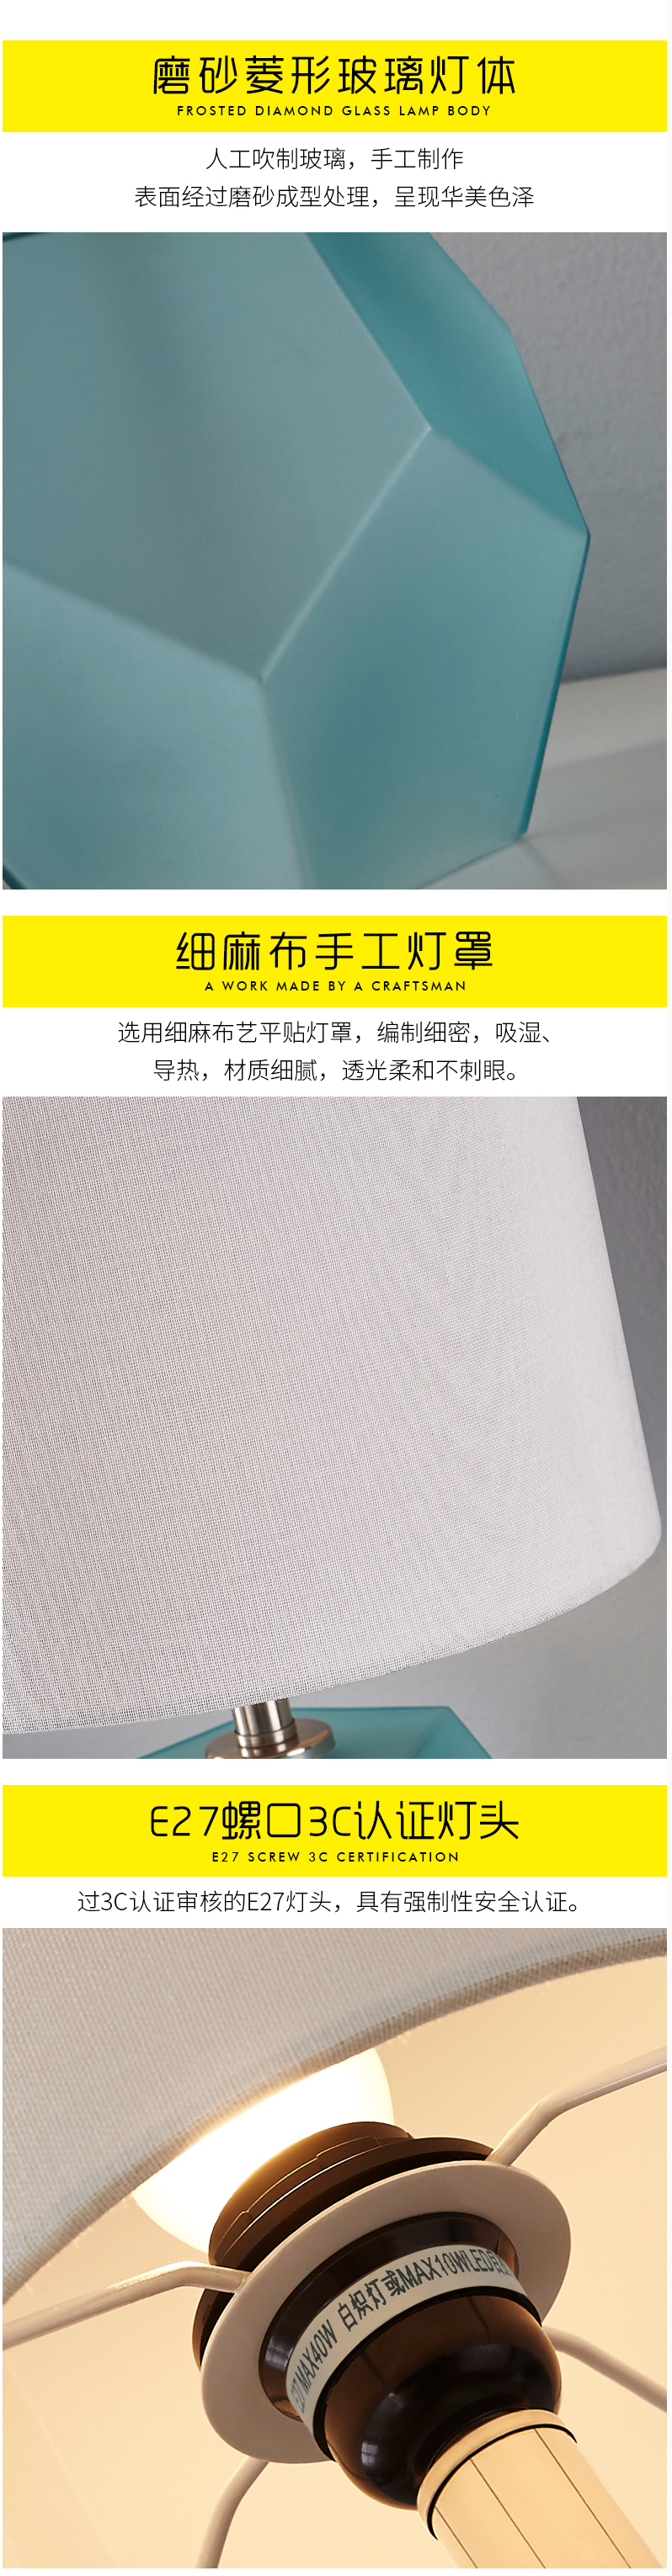 磨砂菱形玻璃灯体
FROSTED DIAMOND GLASS LAMP BODY
人工吹制玻璃，手工制作
表面经过磨砂成型处理，呈现华美色泽
细麻布手工灯罩
A WORK MADE BY A CRAFTSMAN
选用细麻布艺平贴灯罩，编制细密，吸湿、
导热，材质细腻，透光柔和不刺眼。
E27螺口3C认证灯头
E27 SCREW 3C CERTIFICATION
过3C认证审核的E27灯头，具有强制性安全认证。
MAX40W 白炽灯或MAX10WLED